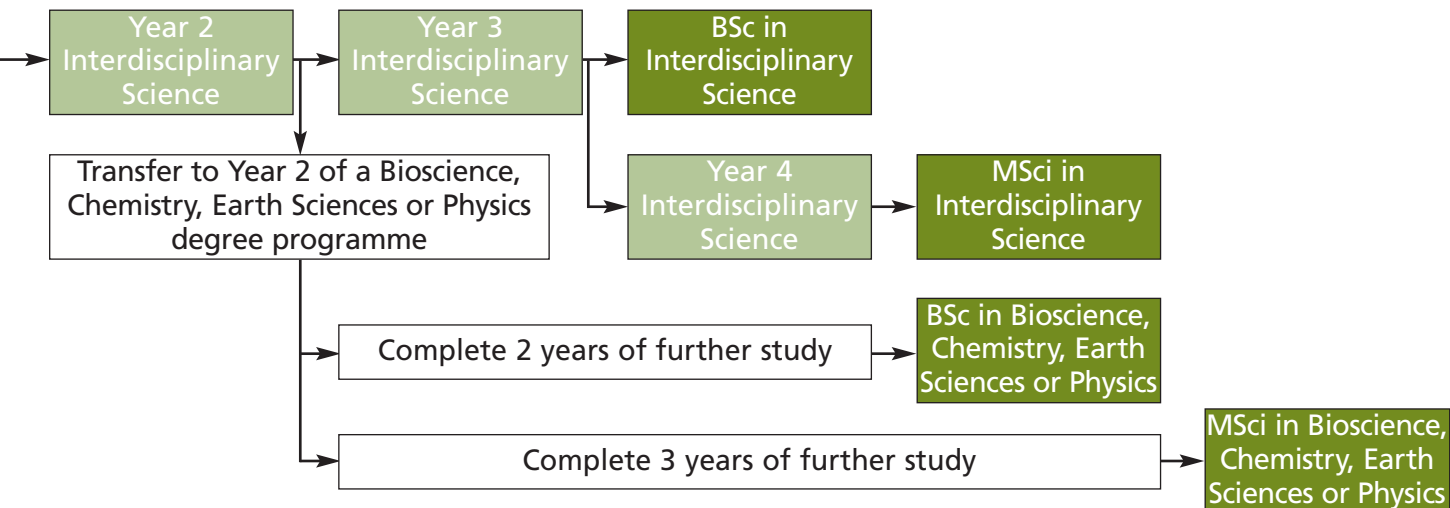 Year 2
Interdisciplinary
Science
Year 3
Interdisciplinary
Science
BSc in
Interdisciplinary
Science
Transfer to Year 2 of a Bioscience,
Chemistry, Earth Sciences or Physics
degree programme
Year 4
Interdisciplinary
Science
MSci in
Interdisciplinary
Science
Complete 2 years of further study
BSc in Bioscience,
Chemistry, Earth
Sciences or Physics
Complete 3 years of further study
MSci in Bioscience,
Chemistry, Earth
Sciences or Physics